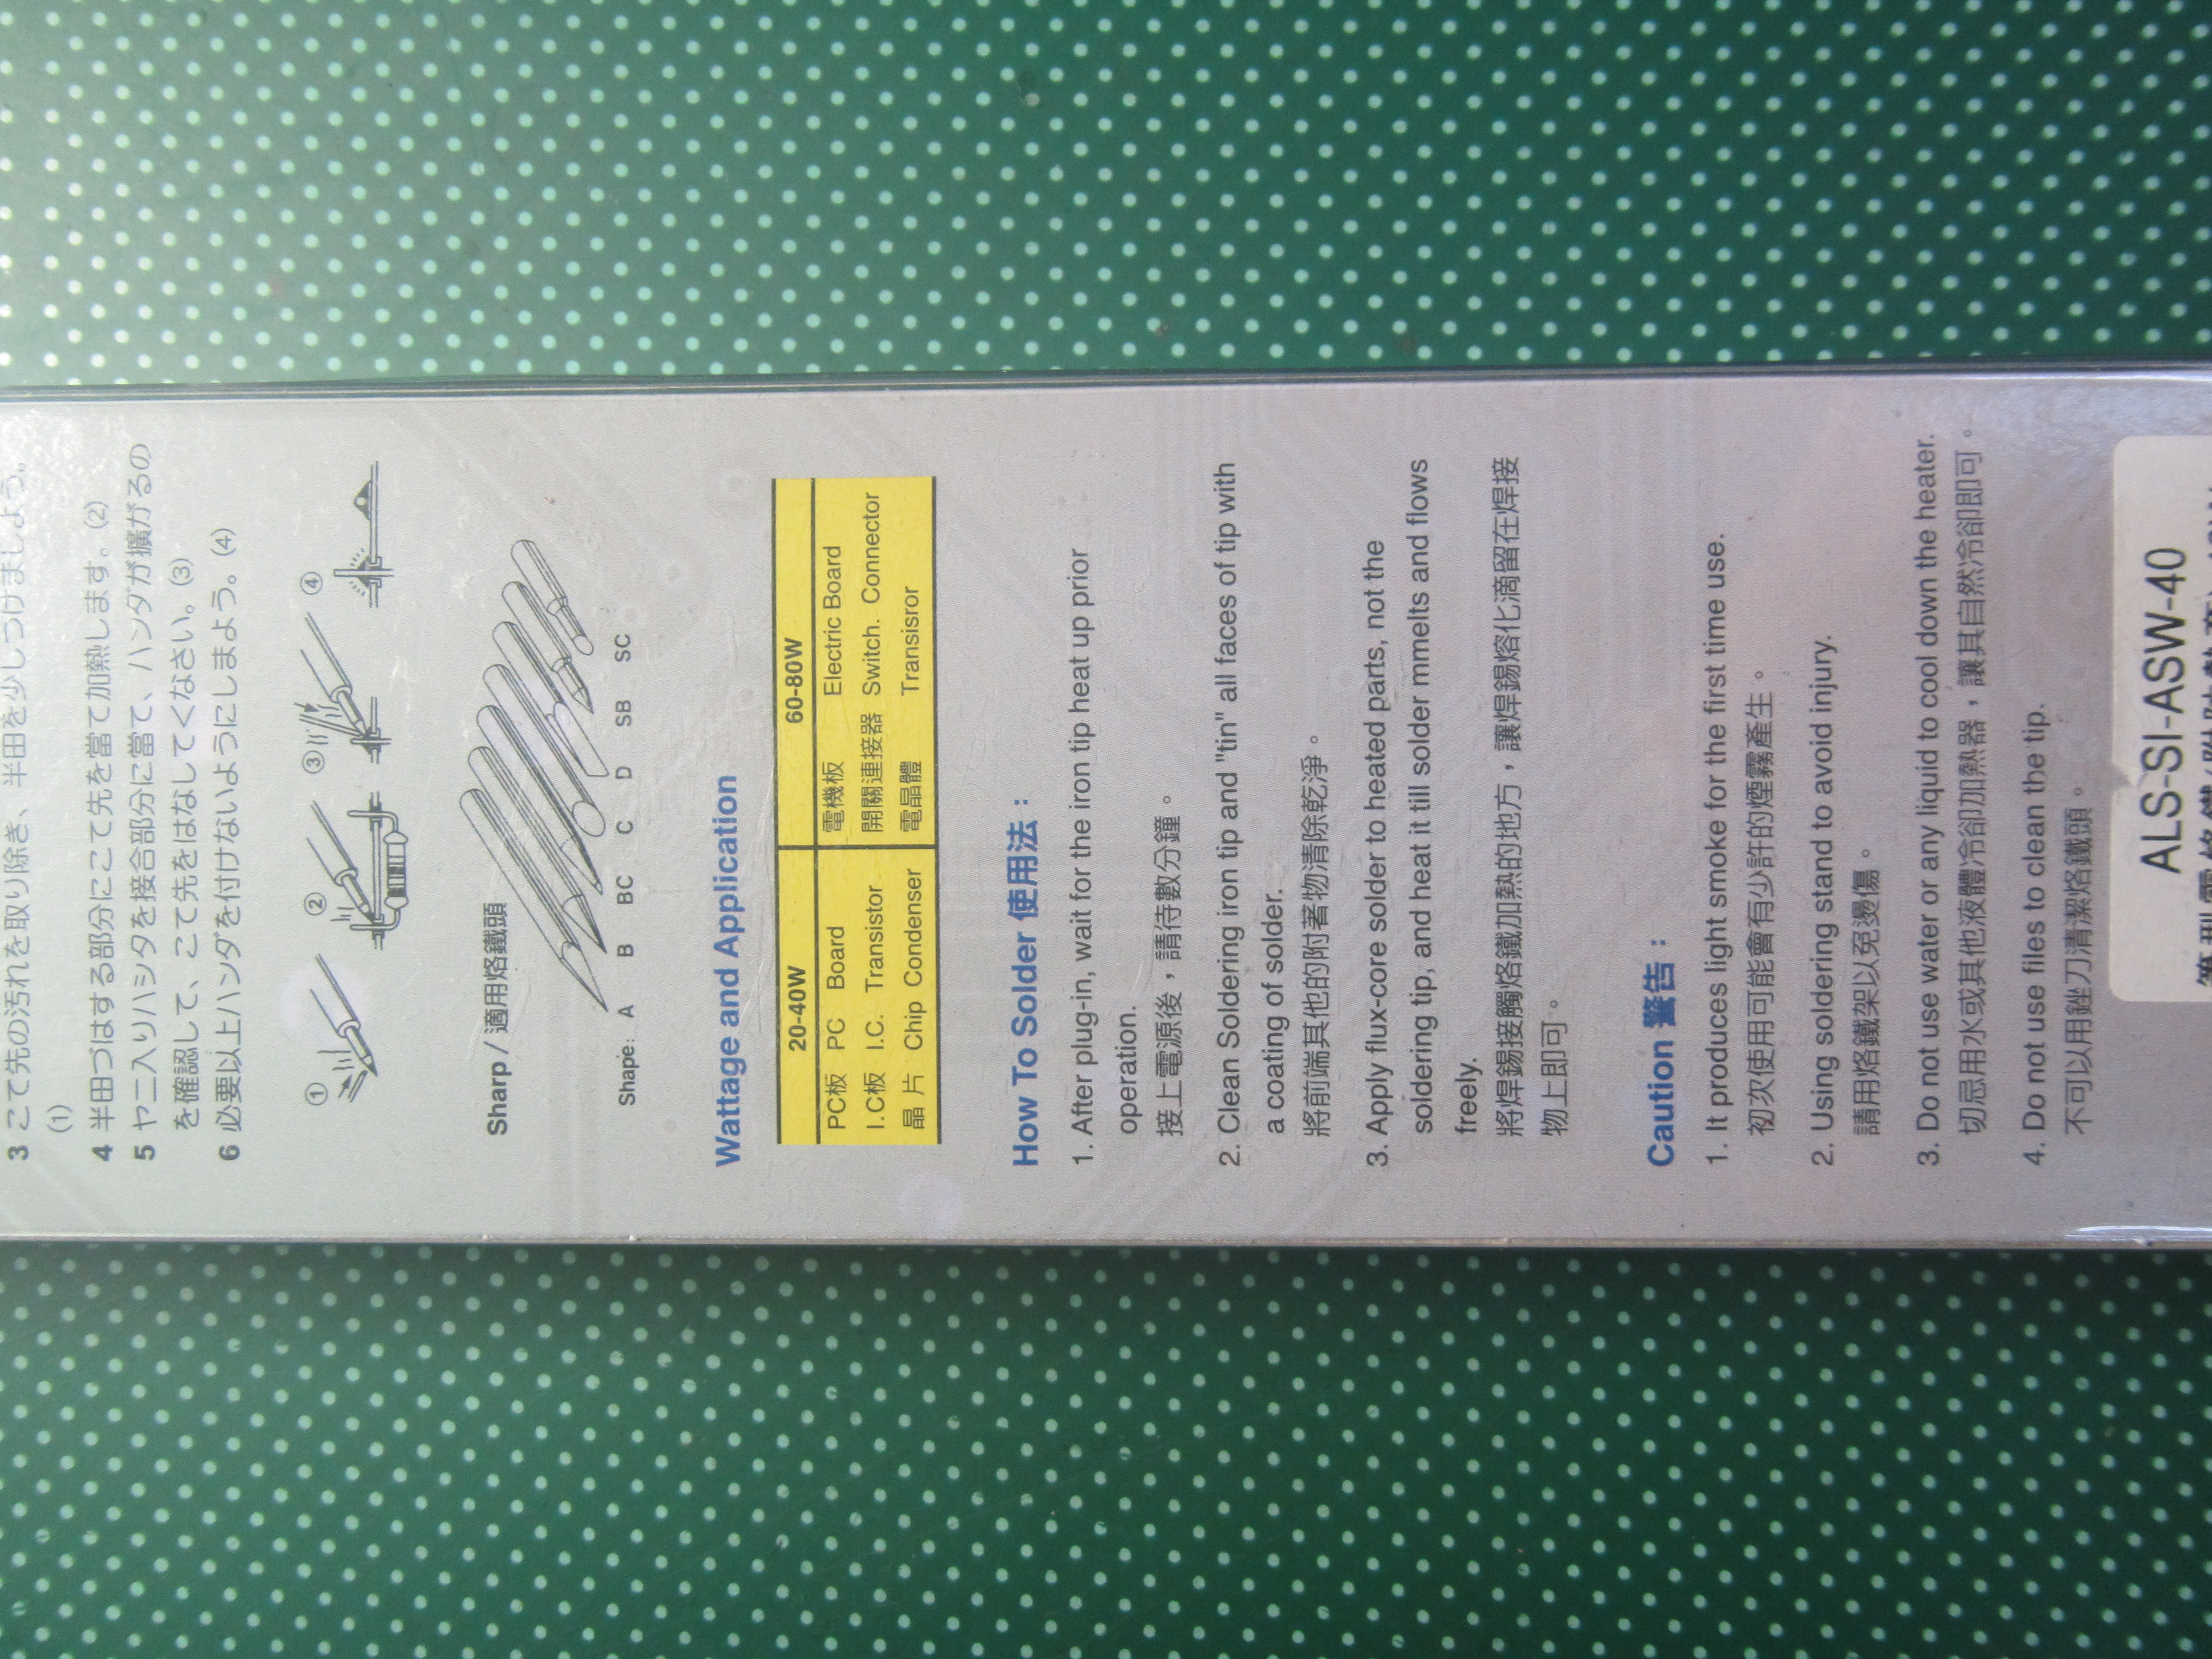 3 こて先の汚れを取り除き、半田を少しつけましょう。
(1)
4 半田づはする部分にこて先を當て加熱します。(2)
5 ヤニ入りハシタを接合部分に當て、ハンダが擴がるの
を確認して、こて先をはなしてくなさい。(3)
6 必要以上ハンダを付けないようにしまよう。(4)
① ② ③ ④
Sharp / 適用烙鐵頭
Shape: A B BC C D SB SC
Wattage and Application
20-40W 60-80W
PC板 PC Board 電機板 Electric Board
I.C板 I.C. Transistor 開關連接器 Switch. Connector
晶 片 Chip Condenser 電晶體 Transisror
How To Solder 使用法：
1. After plug-in, wait for the iron tip heat up prior
operation.
接上電源後，請待數分鐘。
2. Clean Soldering iron tip and "tin" all faces of tip with
a coating of solder.
將前端其他的附著物清除乾淨。
3. Apply flux-core solder to heated parts, not the
soldering tip, and heat it till solder mmelts and flows
freely.
將焊錫接觸烙鐵加熱的地方，讓焊錫熔化滴留在焊接
物上即可。
Caution 警告：
1. It produces light smoke for the first time use.
初次使用可能會有少許的煙霧產生。
2. Using soldering stand to avoid injury.
請用烙鐵架以免燙傷。
3. Do not use water or any liquid to cool down the heater.
切忌用水或其他液體冷卻加熱器，讓其自然冷卻即可。
4. Do not use files to clean the tip.
不可以用銼刀清潔烙鐵頭。
ALS-SI-ASW-40